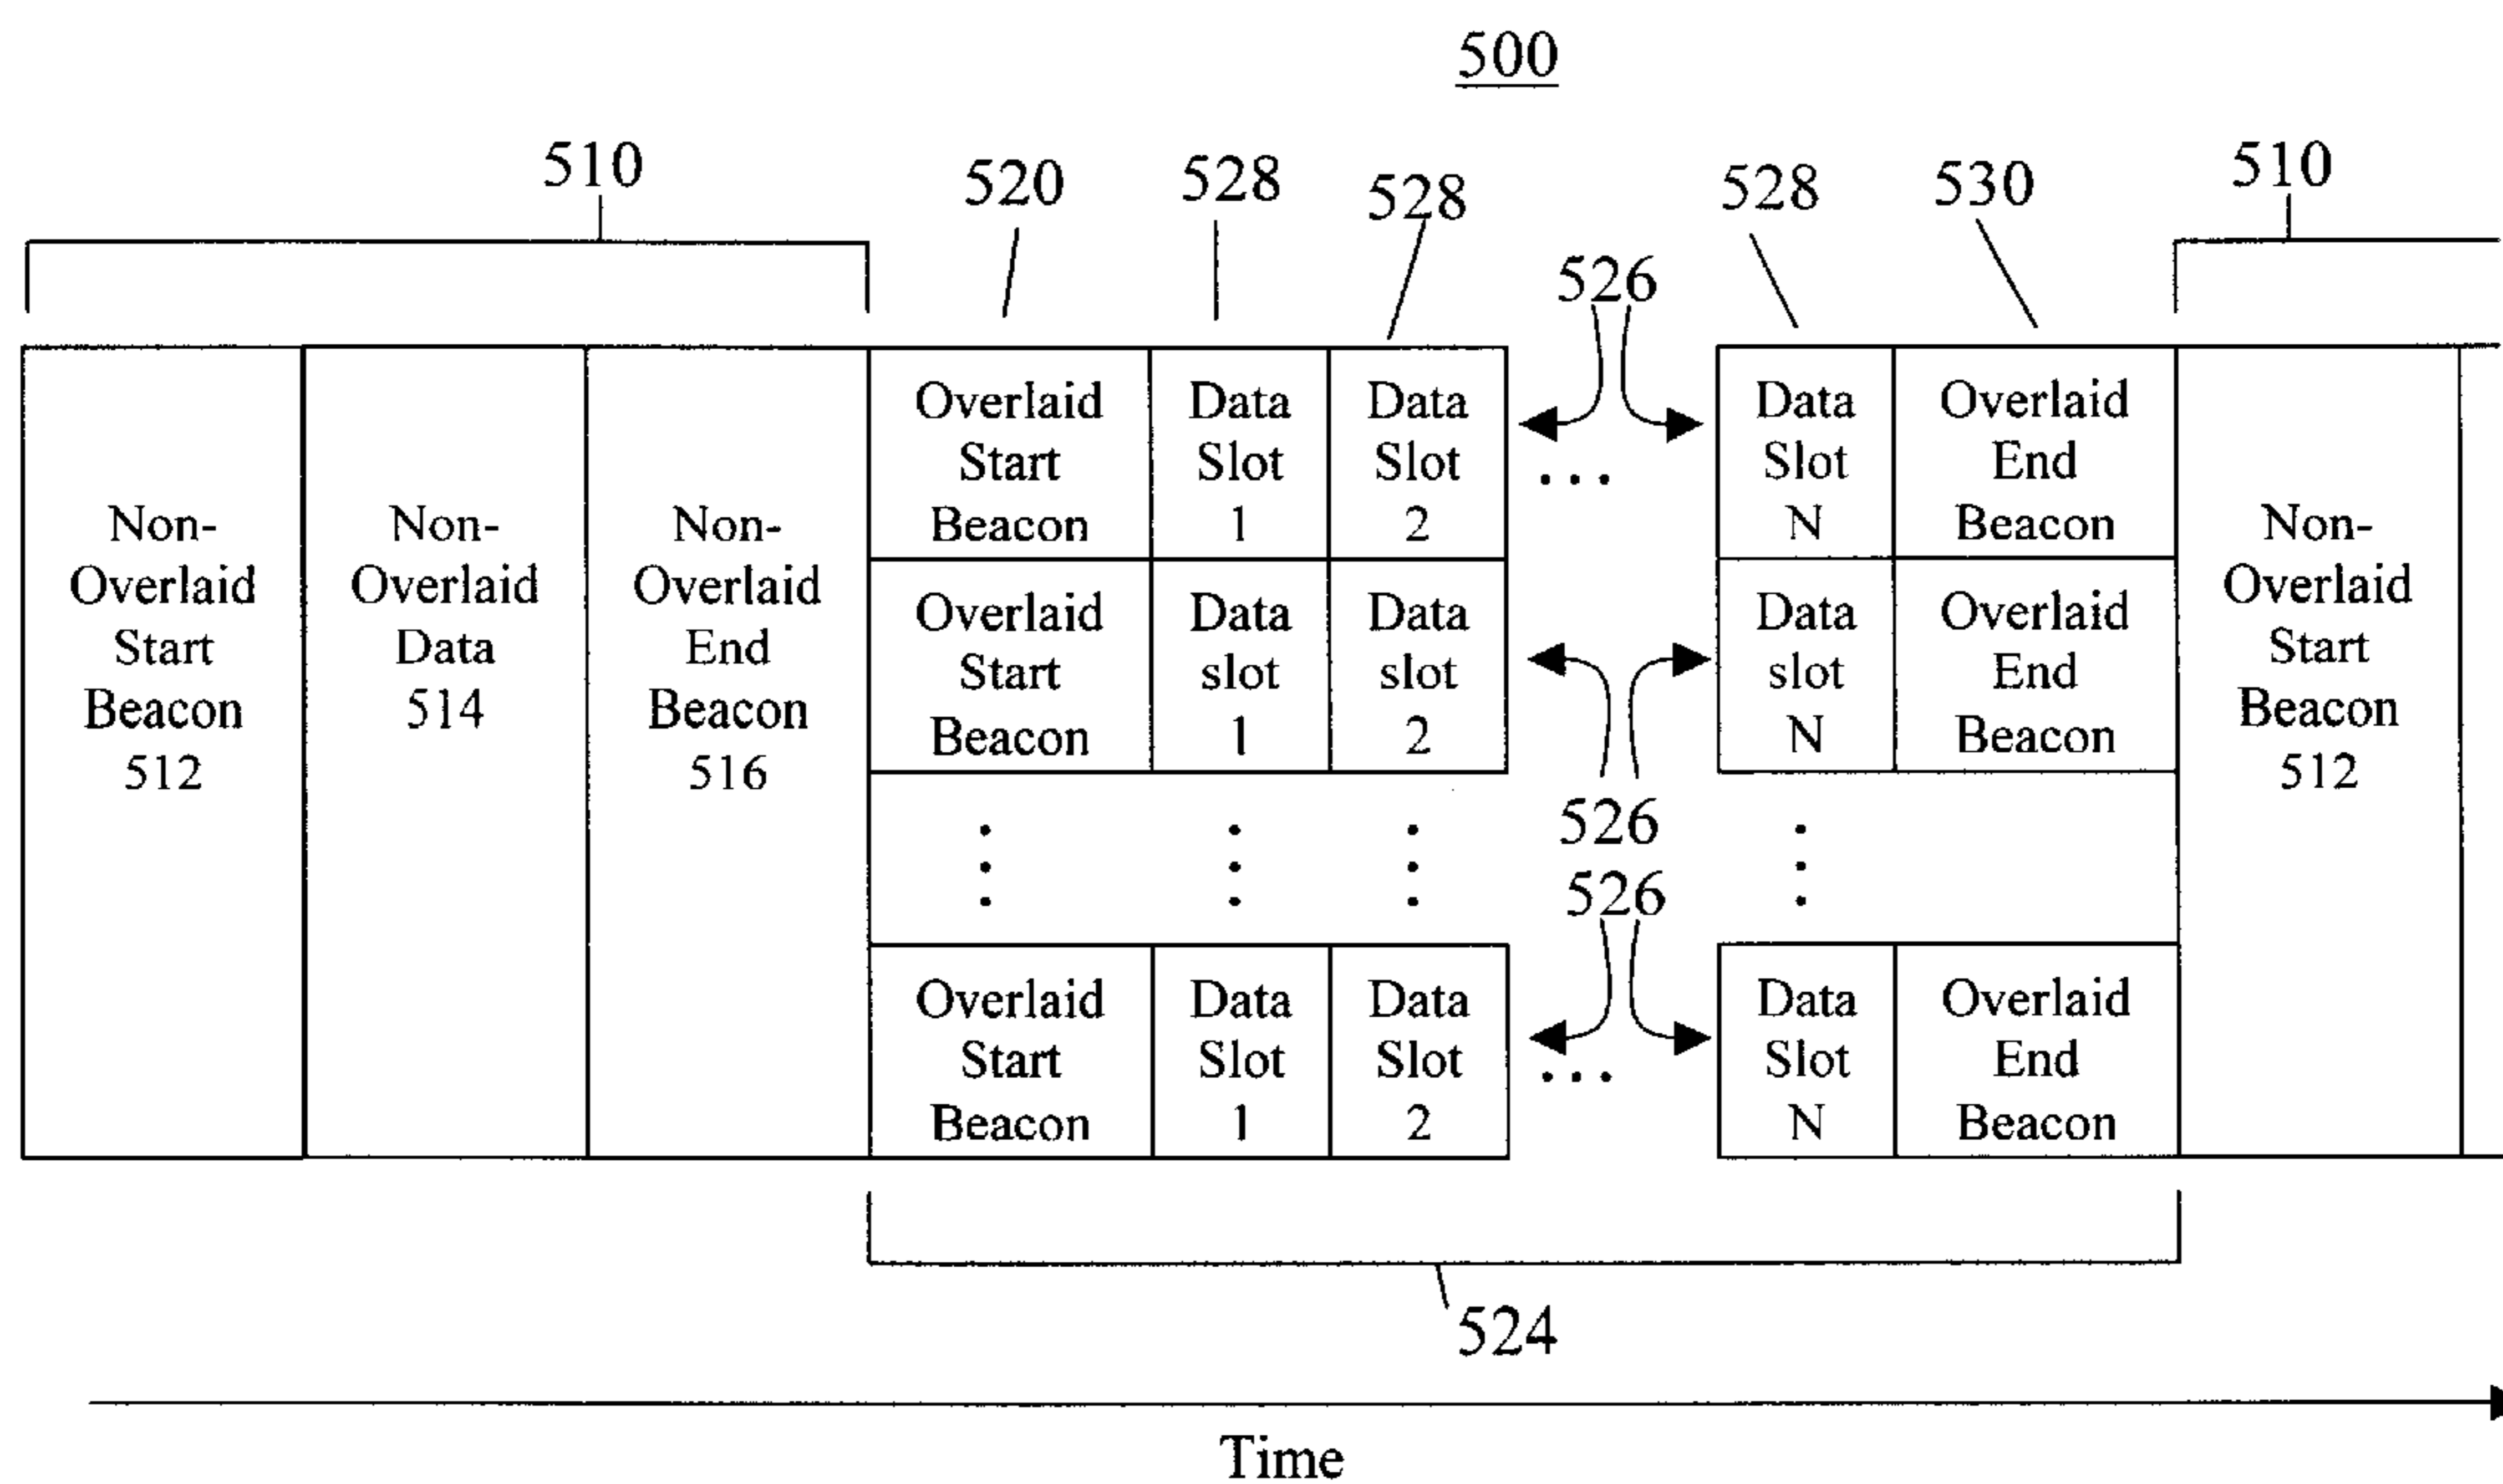 500
510
520
528
528
528
530
510
526
Non-
Overlaid
Start
Beacon
512
Non-
Overlaid
Data
514
Non-
Overlaid
End
Beacon
516
Overlaid
Start
Beacon
Data
Slot
1
Data
Slot
2
...
Data
Slot
N
Overlaid
End
Beacon
Overlaid
Start
Beacon
Data
slot
1
Data
slot
2
Data
slot
N
Overlaid
End
Beacon
526
526
Overlaid
Start
Beacon
Data
Slot
1
Data
Slot
2
...
Data
Slot
N
Overlaid
End
Beacon
Non-
Overlaid
Start
Beacon
512
524
Time